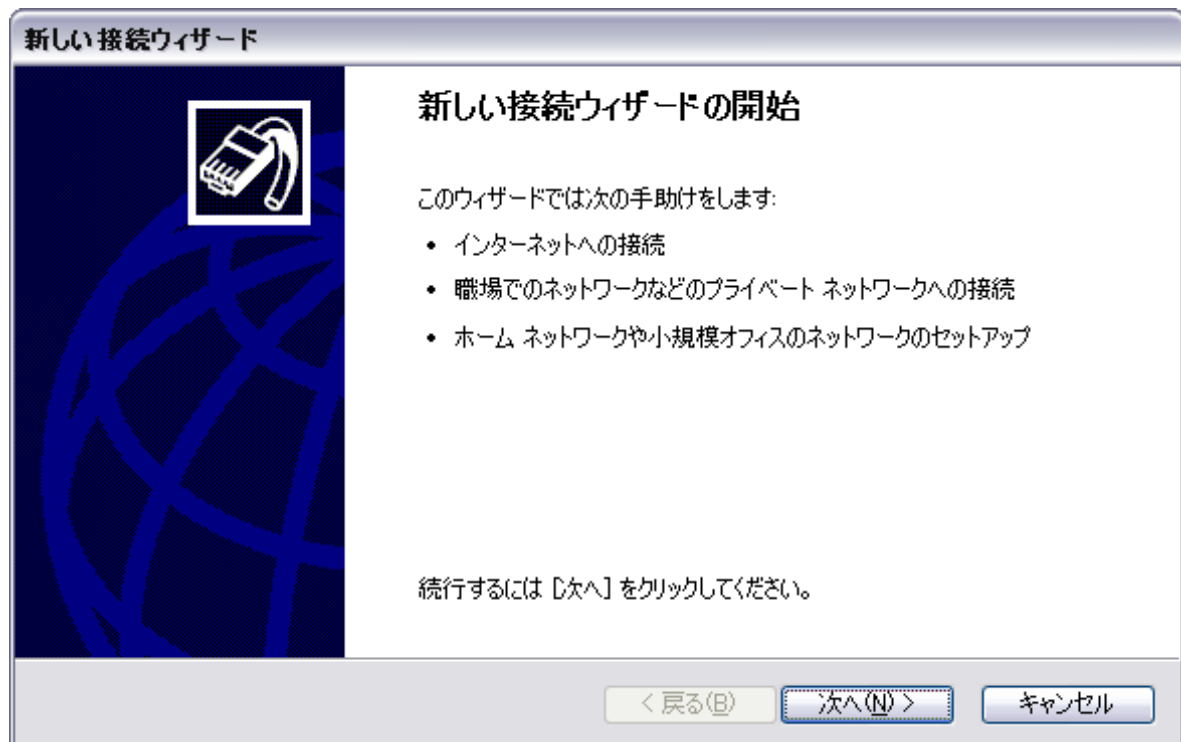 新しい接続ウィザード
新しい接続ウィザードの開始
このウィザードでは次の手助けをします:
• インターネットへの接続
• 職場でのネットワークなどのプライベート ネットワークへの接続
• ホーム ネットワークや小規模オフィスのネットワークのセットアップ
続行するには [次へ] をクリックしてください。
< 戻る(B) 次へ(N) > キャンセル